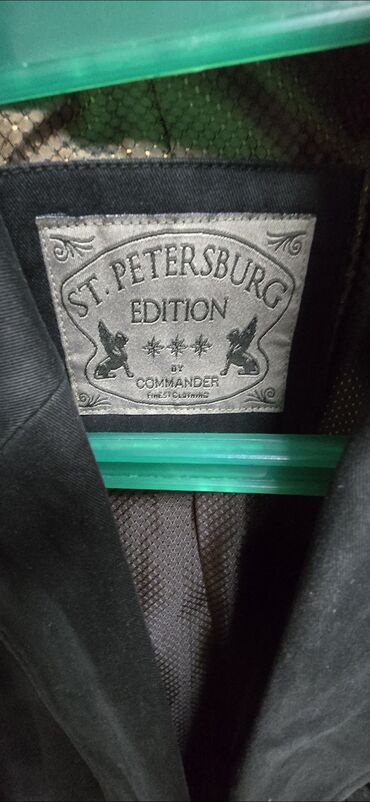 ST. PETERSBURG
EDITION
BY
COMMANDER
FINEST CLOTHING